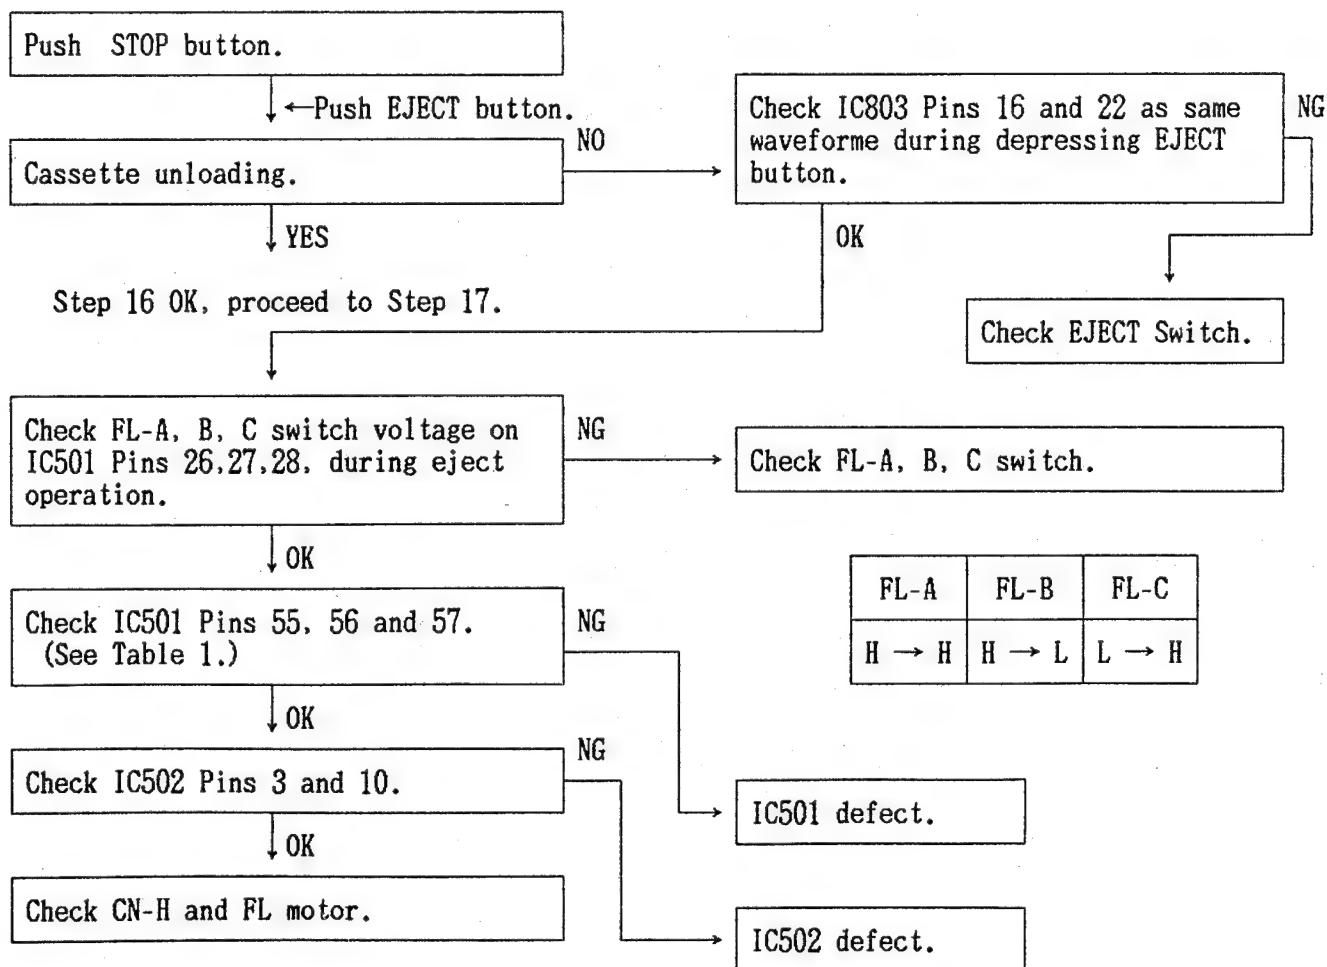 Push STOP button.
←Push EJECT button.
Cassette unloading.
NO
Check IC803 Pins 16 and 22 as same
waveforme during depressing EJECT
button.
NG
YES
OK
Step 16 OK, proceed to Step 17.
Check EJECT Switch.
Check FL-A, B, C switch voltage on
IC501 Pins 26,27,28, during eject
operation.
NG
Check FL-A, B, C switch.
OK
FL-A FL-B FL-C
H → H H → L L → H
Check IC501 Pins 55, 56 and 57.
(See Table 1.)
NG
OK
Check IC502 Pins 3 and 10.
NG
IC501 defect.
OK
Check CN-H and FL motor.
IC502 defect.